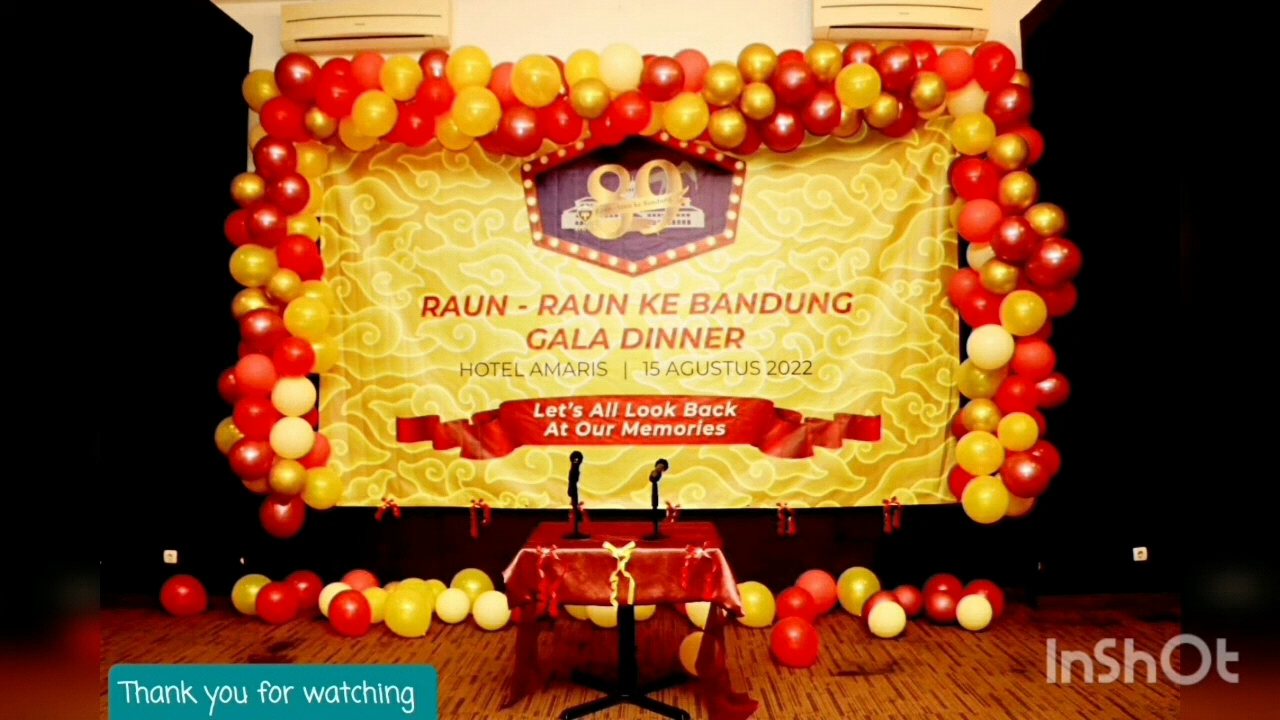 89
RAUN - RAUN KE BANDUNG
GALA DINNER
HOTEL AMARIS | 15 AGUSTUS 2022
Let's All Look Back
At Our Memories
Thank you for watching
InShOt